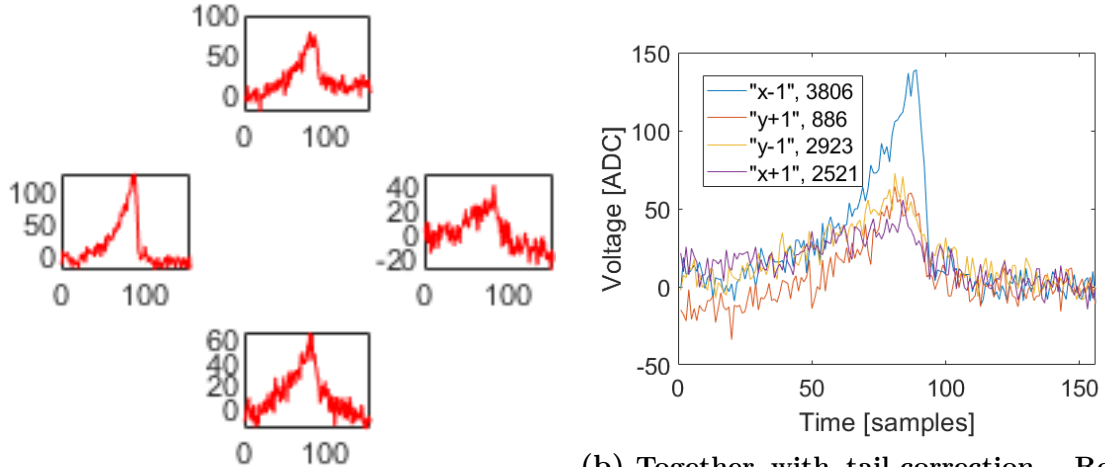 100
50
0
0 100
100
50
0
0 100
40
20
0
-20
0 100
60
40
20
0
0 100
150
100
50
0
-50
"x-1", 3806
"y+1", 886
"y-1", 2923
"x+1", 2521
Voltage [ADC]
0 50 100 150
Time [samples]
(b) Together with tail correction